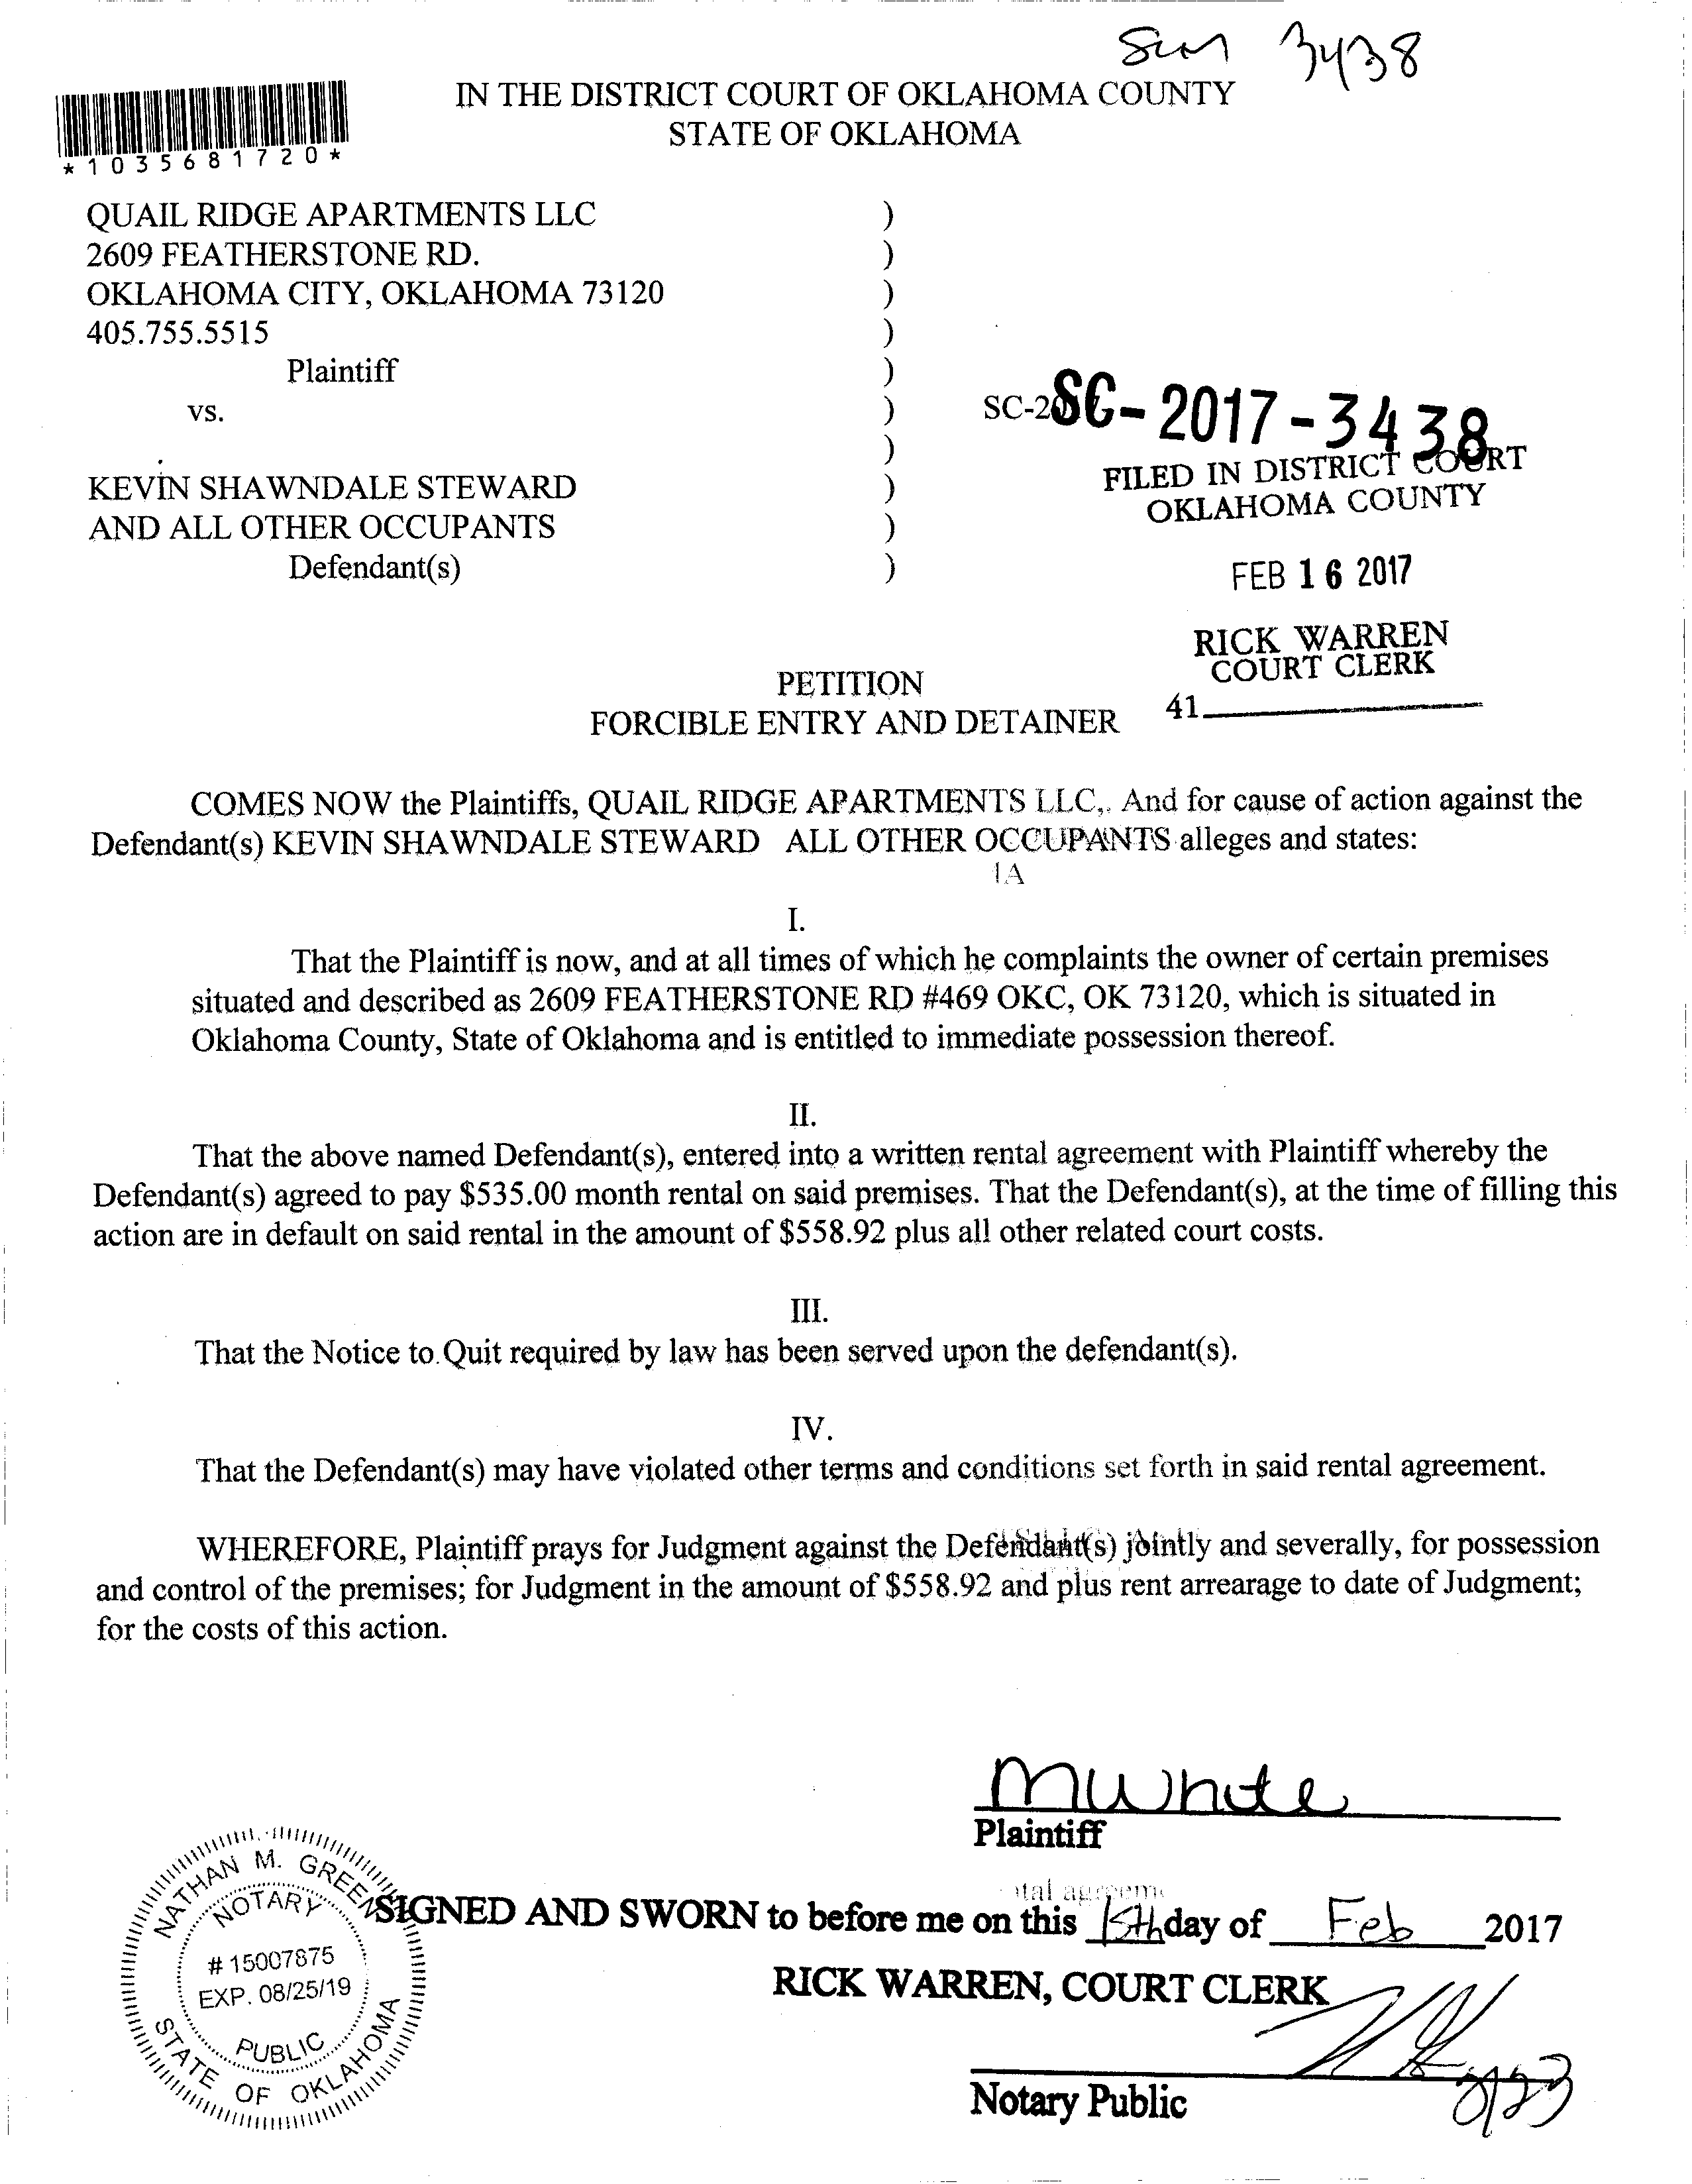 3438
IN THE DISTRICT COURT OF OKLAHOMA COUNTY
STATE OF OKLAHOMA
*1035681720*
QUAIL RIDGE APARTMENTS LLC )
2609 FEATHERSTONE RD. )
OKLAHOMA CITY, OKLAHOMA 73120 )
405.755.5515 )
Plaintiff )
vs. )
)
KEVIN SHAWNDALE STEWARD )
AND ALL OTHER OCCUPANTS )
Defendant(s) )
SC-2 SC-2017-3438
FILED IN DISTRICT COURT
OKLAHOMA COUNTY
FEB 16 2017
RICK WARREN
COURT CLERK
41
PETITION
FORCIBLE ENTRY AND DETAINER
COMES NOW the Plaintiffs, QUAIL RIDGE APARTMENTS LLC,. And for cause of action against the
Defendant(s) KEVIN SHAWNDALE STEWARD ALL OTHER OCCUPANTS alleges and states:
I.
That the Plaintiff is now, and at all times of which he complaints the owner of certain premises
situated and described as 2609 FEATHERSTONE RD #469 OKC, OK 73120, which is situated in
Oklahoma County, State of Oklahoma and is entitled to immediate possession thereof.
II.
That the above named Defendant(s), entered into a written rental agreement with Plaintiff whereby the
Defendant(s) agreed to pay $535.00 month rental on said premises. That the Defendant(s), at the time of filling this
action are in default on said rental in the amount of $558.92 plus all other related court costs.
III.
That the Notice to Quit required by law has been served upon the defendant(s).
IV.
That the Defendant(s) may have violated other terms and conditions set forth in said rental agreement.
WHEREFORE, Plaintiff prays for Judgment against the Defendant(s) jointly and severally, for possession
and control of the premises; for Judgment in the amount of $558.92 and plus rent arrearage to date of Judgment;
for the costs of this action.
MWhite
Plaintiff
SIGNED AND SWORN to before me on this 15th day of Feb 2017
RICK WARREN, COURT CLERK
Notary Public
NATHAN M. GREEN
NOTARY
# 15007875
EXP. 08/25/19
PUBLIC
STATE OF OKLAHOMA